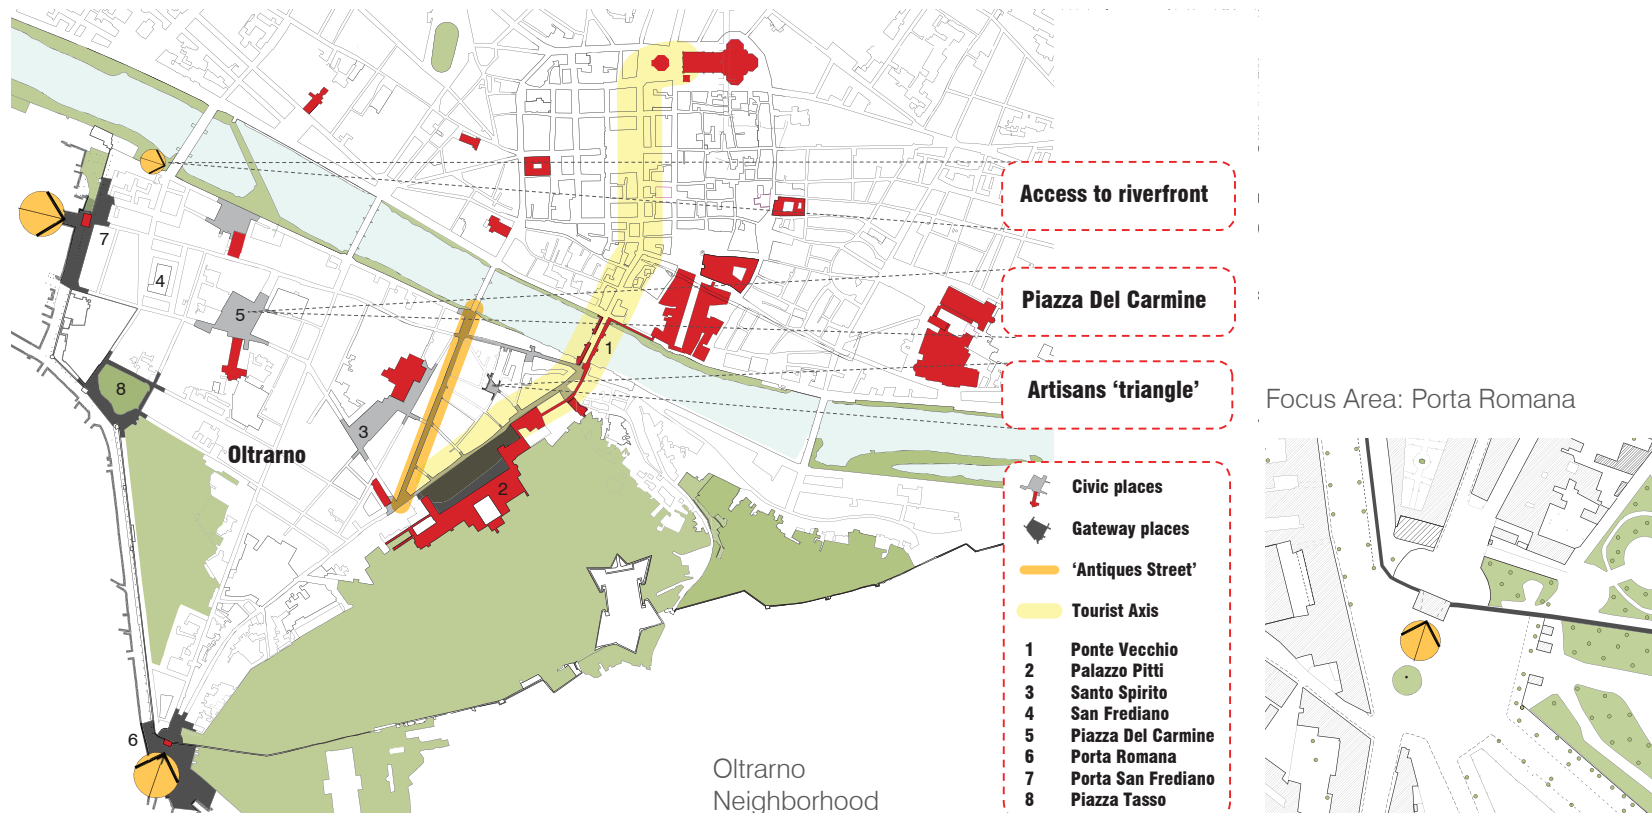 Access to riverfront
Piazza Del Carmine
Artisans ‘triangle’
Focus Area: Porta Romana
7
4
5
1
8
3
Oltrarno
2
6
Civic places
Gateway places
‘Antiques Street’
Tourist Axis
1 Ponte Vecchio
2 Palazzo Pitti
3 Santo Spirito
4 San Frediano
5 Piazza Del Carmine
6 Porta Romana
7 Porta San Frediano
8 Piazza Tasso
Oltrarno
Neighborhood